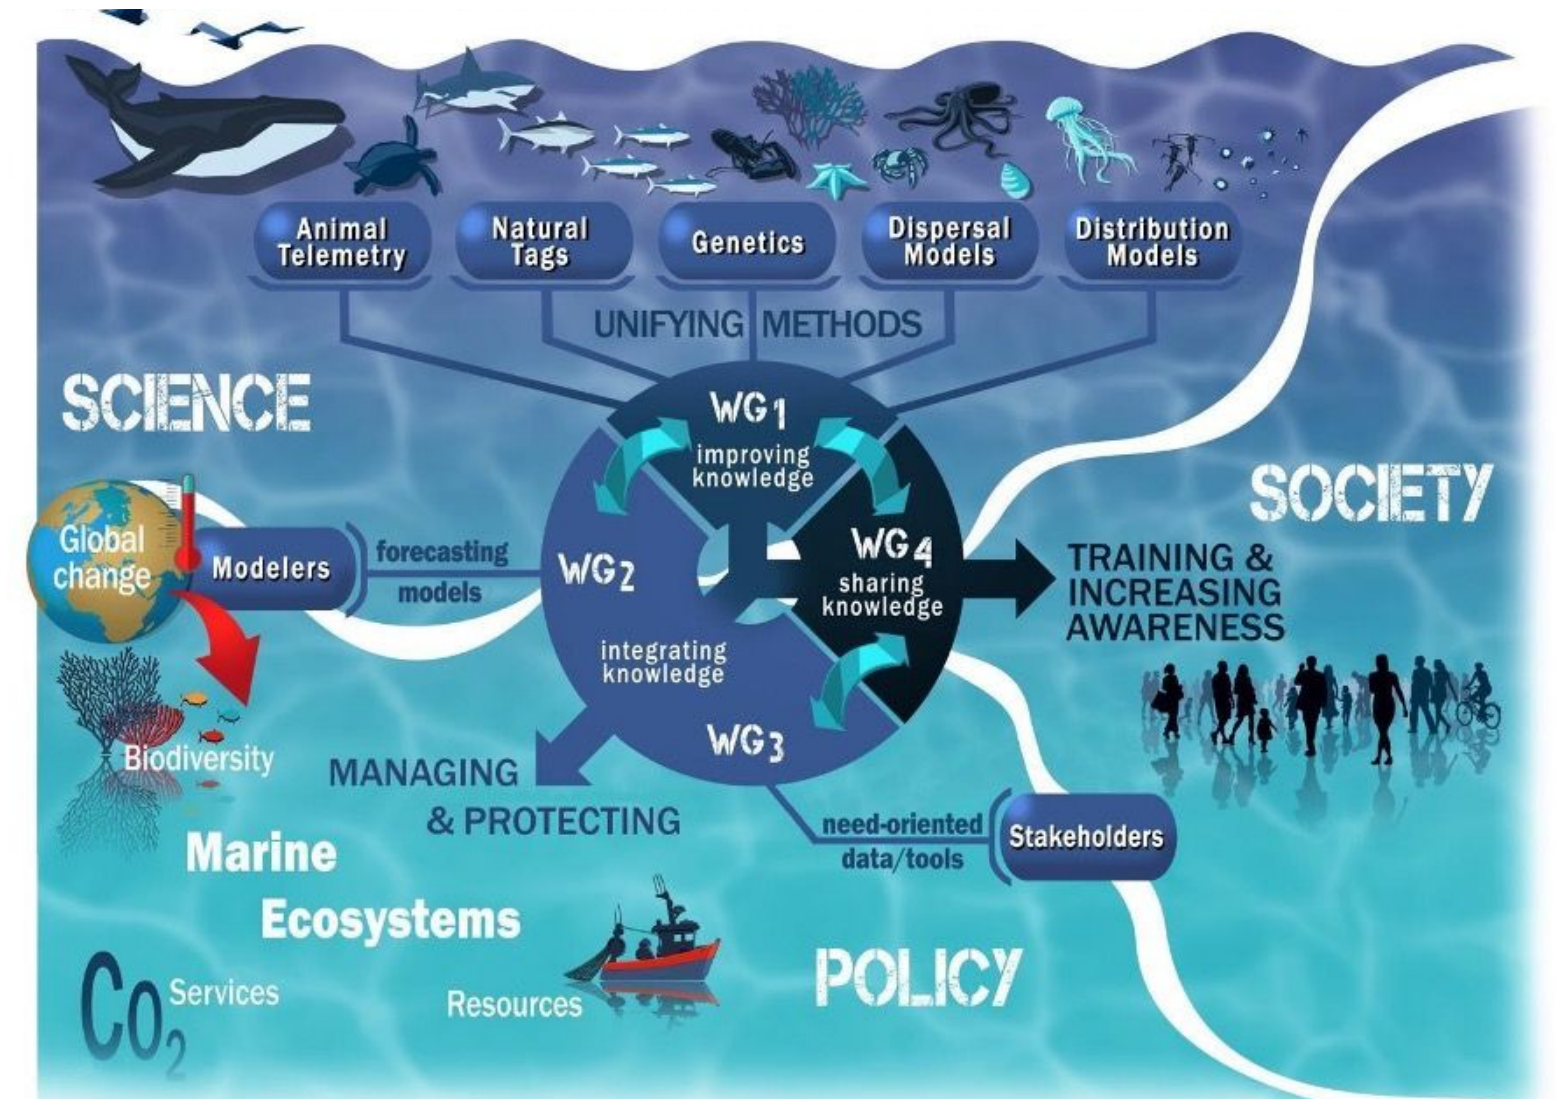 Animal
Telemetry
Natural
Tags
Genetics
Dispersal
Models
Distribution
Models
UNIFYING METHODS
SCIENCE
WG1
improving
knowledge
SOCIETY
Global
change
Modelers
forecasting
models
WG2
integrating
knowledge
WG4
sharing
knowledge
TRAINING &
INCREASING
AWARENESS
WG3
Biodiversity
MANAGING
& PROTECTING
need-oriented
data/tools
Stakeholders
Marine
Ecosystems
CO2
Services
Resources
POLICY